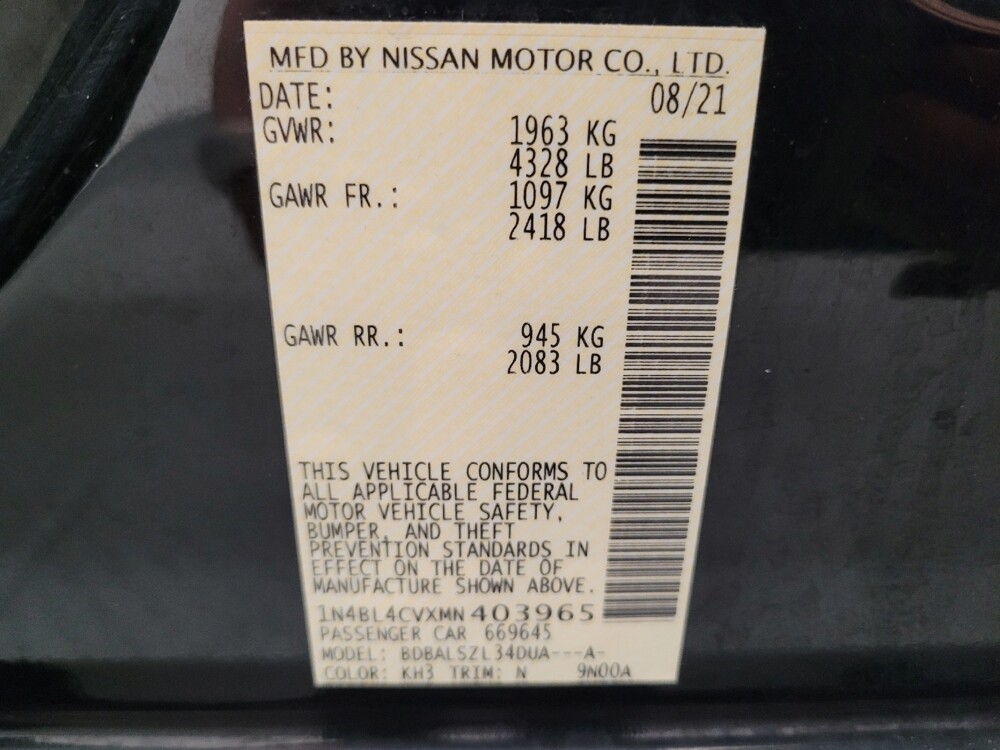 MFD BY NISSAN MOTOR CO., LTD.
DATE: 08/21
GVWR: 1963 KG
4328 LB
GAWR FR.: 1097 KG
2418 LB
GAWR RR.: 945 KG
2083 LB
THIS VEHICLE CONFORMS TO
ALL APPLICABLE FEDERAL
MOTOR VEHICLE SAFETY,
BUMPER, AND THEFT
PREVENTION STANDARDS IN
EFFECT ON THE DATE OF
MANUFACTURE SHOWN ABOVE.
1N4BL4CVXMN403965
PASSENGER CAR 669645
MODEL: BDBALSZL34DUA---A-
COLOR: KH3 TRIM: N 9N00A